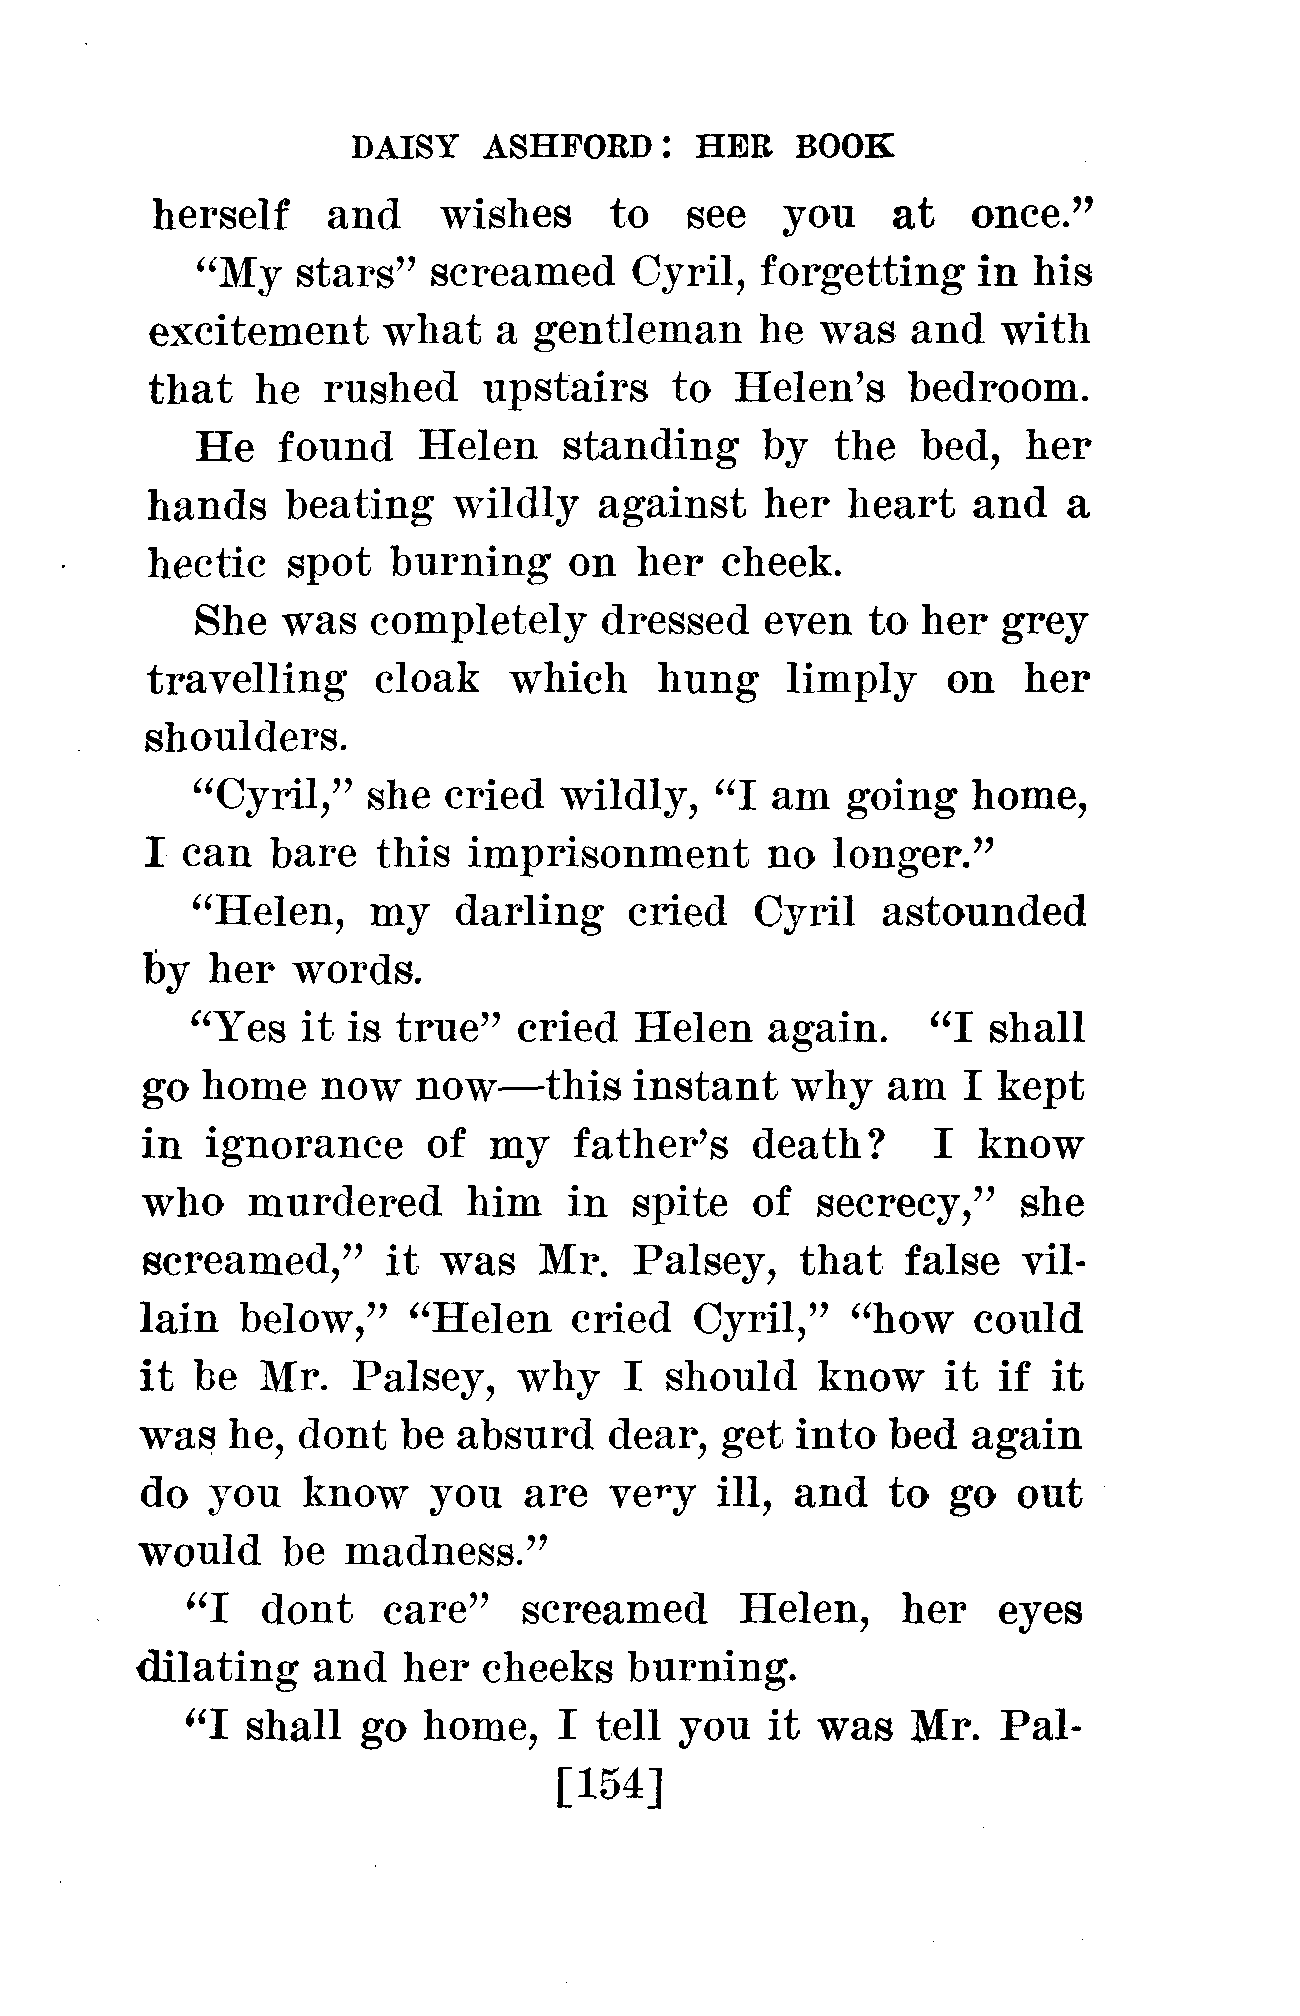 DAISY ASHFORD: HER BOOK
herself and wishes to see you at once.”
“My stars” screamed Cyril, forgetting in his
excitement what a gentleman he was and with
that he rushed upstairs to Helen’s bedroom.
He found Helen standing by the bed, her
hands beating wildly against her heart and a
hectic spot burning on her cheek.
She was completely dressed even to her grey
travelling cloak which hung limply on her
shoulders.
“Cyril,” she cried wildly, “I am going home,
I can bare this imprisonment no longer.”
“Helen, my darling cried Cyril astounded
by her words.
“Yes it is true” cried Helen again. “I shall
go home now now—this instant why am I kept
in ignorance of my father’s death? I know
who murdered him in spite of secrecy,” she
screamed,” it was Mr. Palsey, that false vil-
lain below,” “Helen cried Cyril,” “how could
it be Mr. Palsey, why I should know it if it
was he, dont be absurd dear, get into bed again
do you know you are very ill, and to go out
would be madness.”
“I dont care” screamed Helen, her eyes
dilating and her cheeks burning.
“I shall go home, I tell you it was Mr. Pal-
[154]